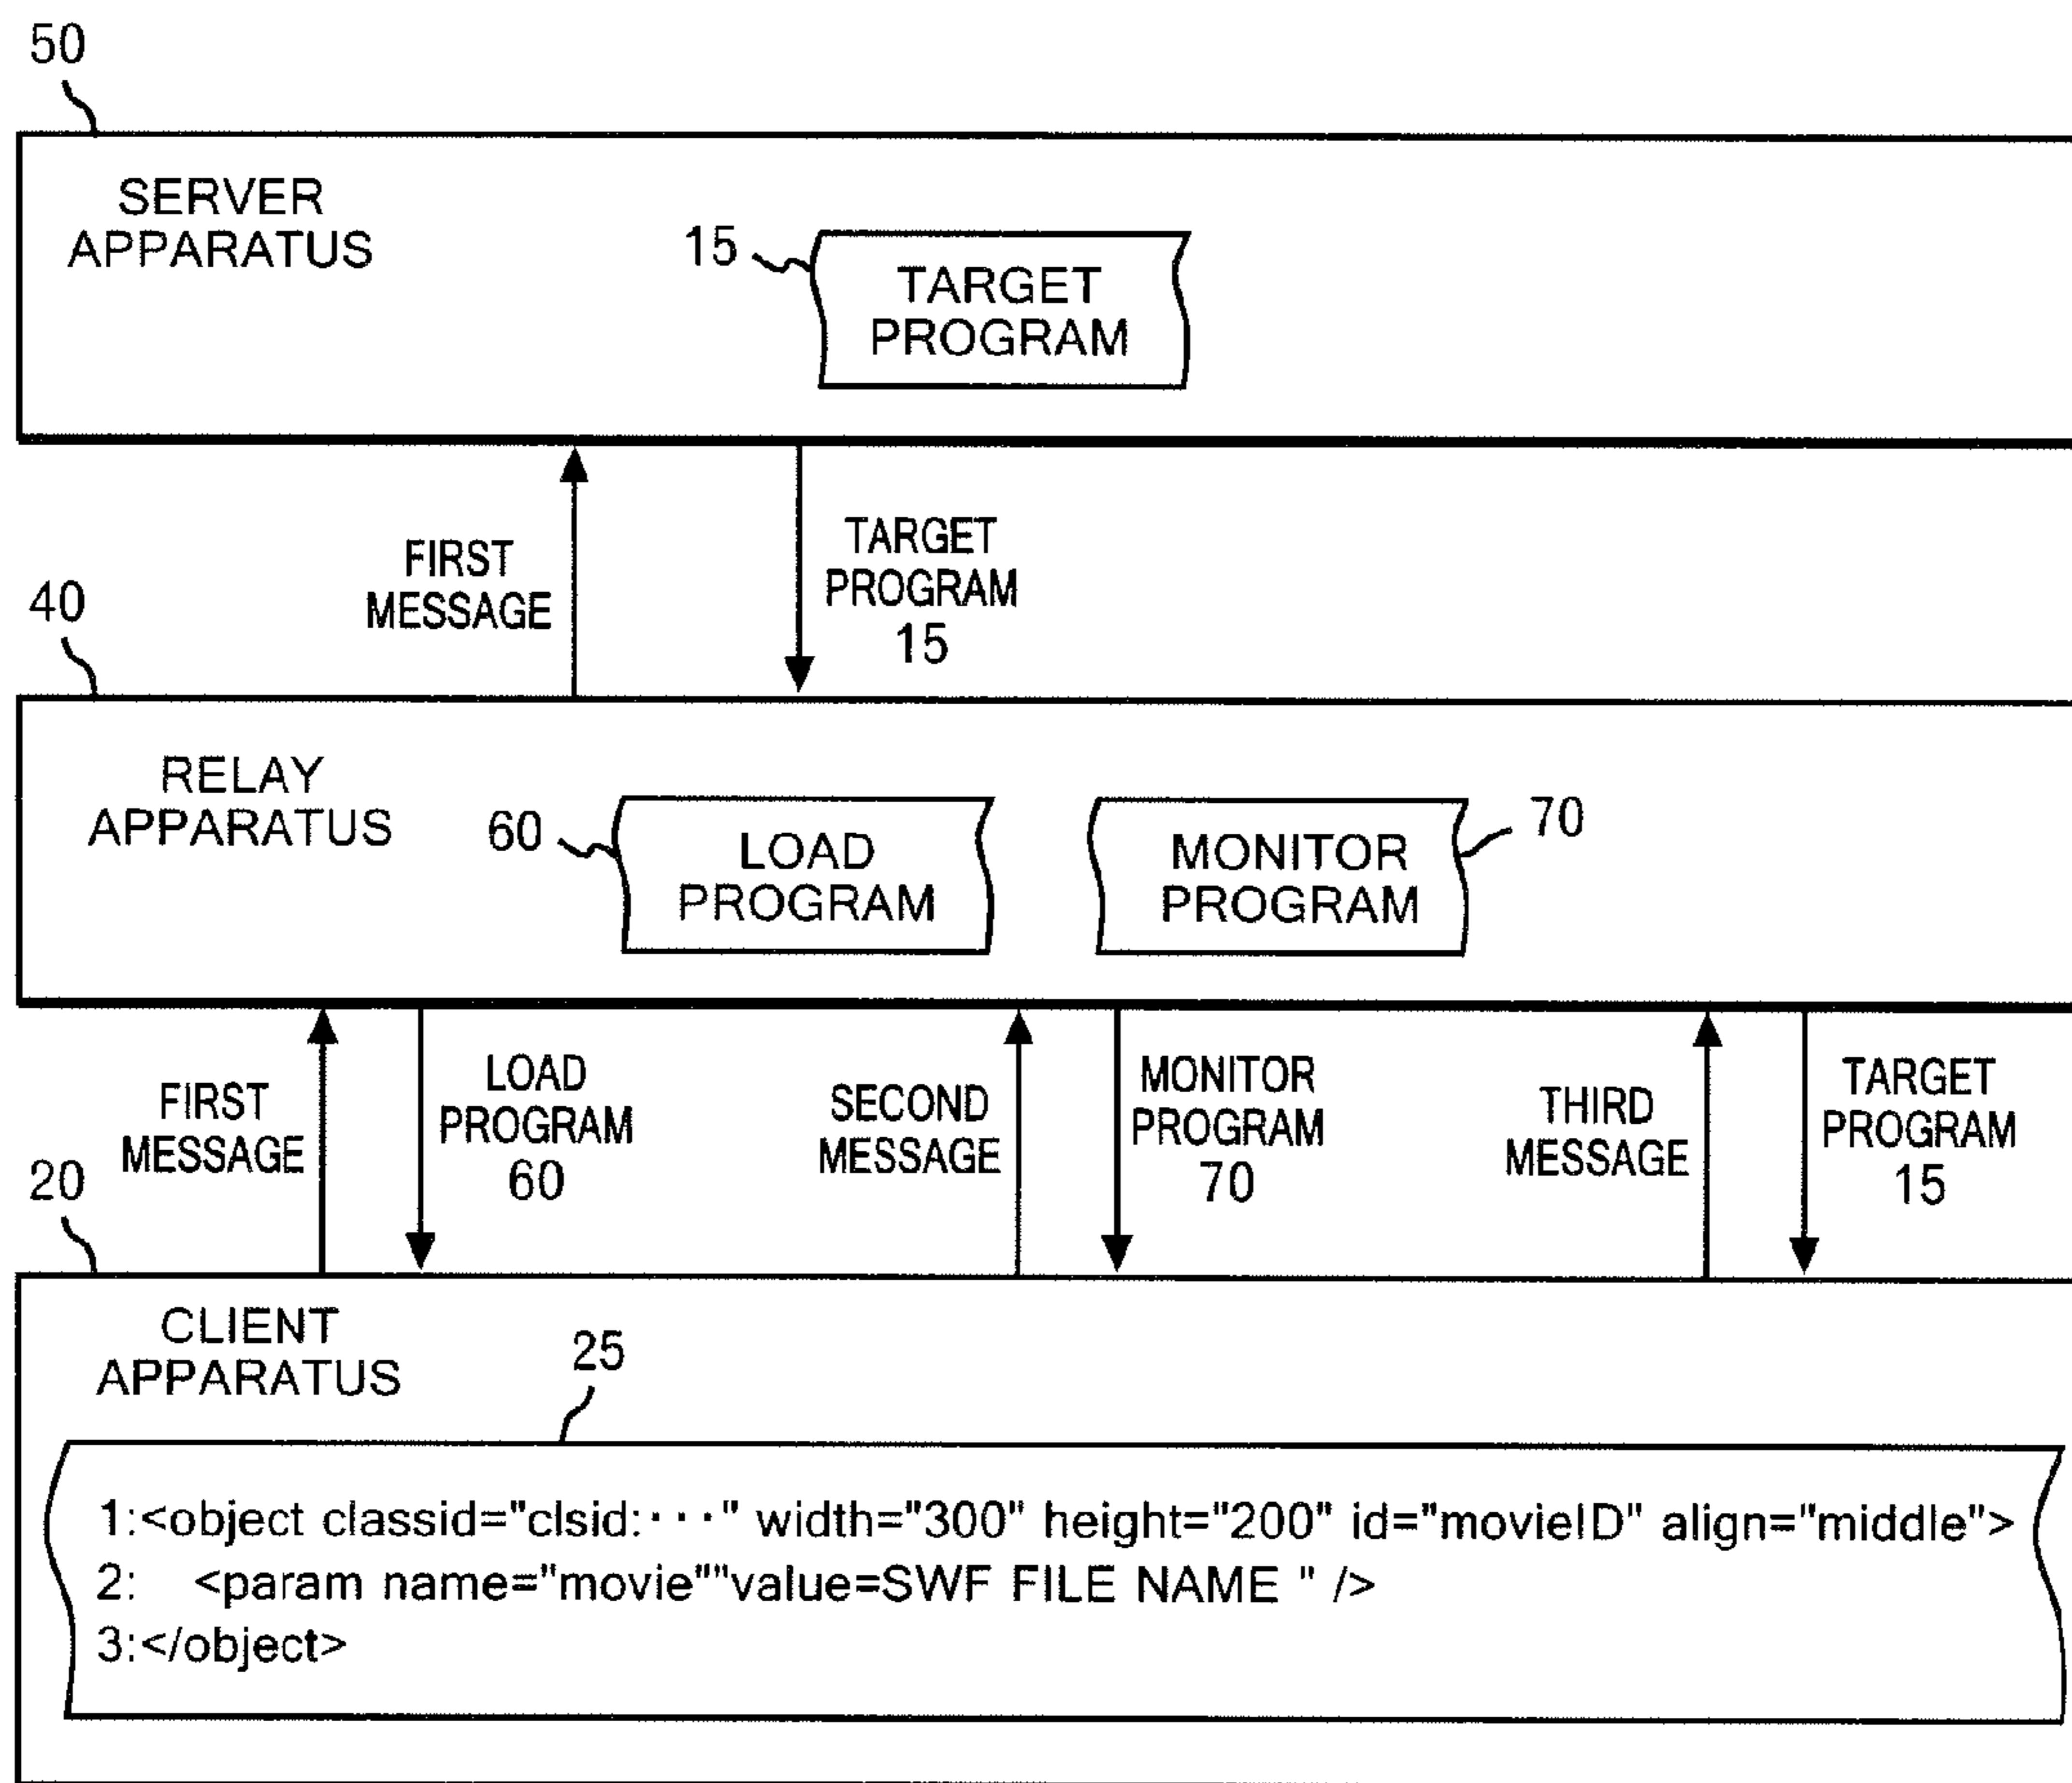 50
SERVER
APPARATUS
15
TARGET
PROGRAM
FIRST
MESSAGE
TARGET
PROGRAM
15
40
RELAY
APPARATUS
60
LOAD
PROGRAM
MONITOR
PROGRAM
70
FIRST
MESSAGE
LOAD
PROGRAM
60
SECOND
MESSAGE
MONITOR
PROGRAM
70
THIRD
MESSAGE
TARGET
PROGRAM
15
20
CLIENT
APPARATUS
25
1:<object classid="clsid:･･･" width="300" height="200" id="movieID" align="middle">
2: <param name="movie""value=SWF FILE NAME " />
3:</object>